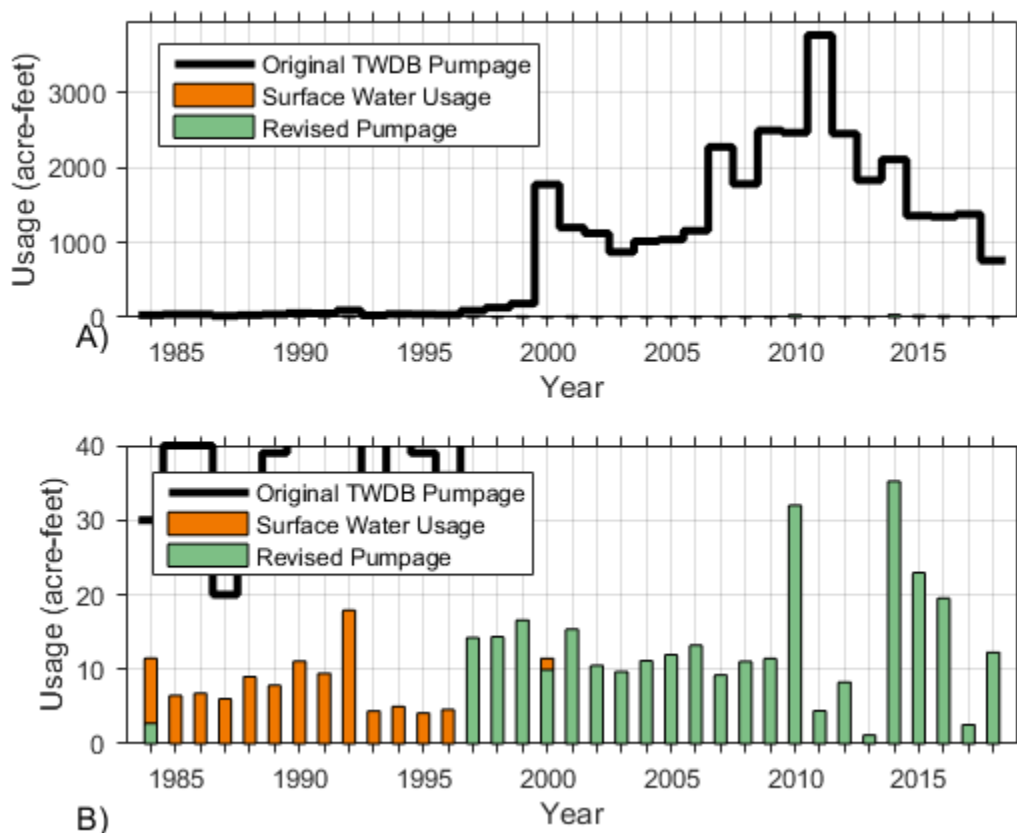 Usage (acre-feet)
3000
2000
1000
0
Original TWDB Pumpage
Surface Water Usage
Revised Pumpage
A)
1985 1990 1995 2000 2005 2010 2015
Year
Usage (acre-feet)
40
30
20
10
0
Original TWDB Pumpage
Surface Water Usage
Revised Pumpage
1985 1990 1995 2000 2005 2010 2015
Year
B)